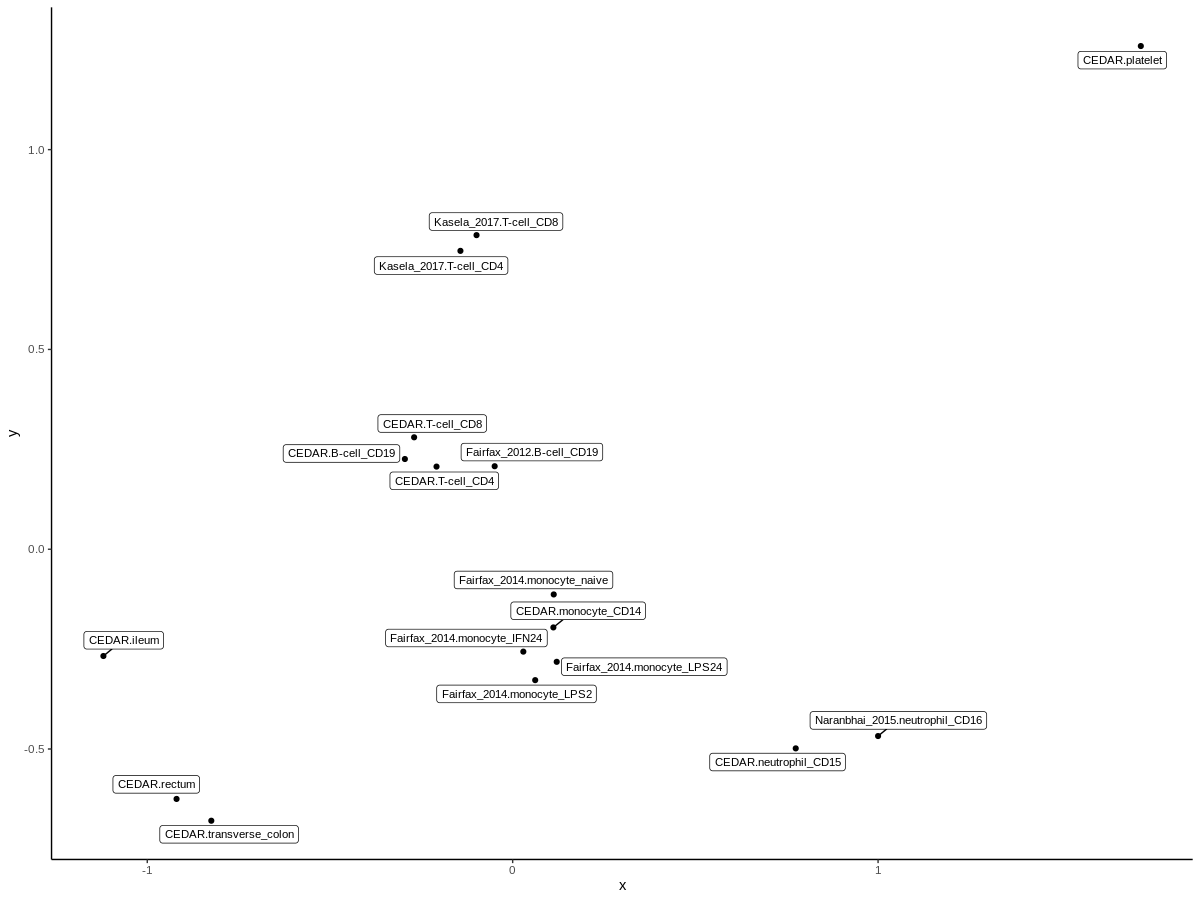 CEDAR.platelet
1.0
Kasela_2017.T-cell_CD8
Kasela_2017.T-cell_CD4
0.5
CEDAR.T-cell_CD8
CEDAR.B-cell_CD19
Fairfax_2012.B-cell_CD19
CEDAR.T-cell_CD4
y
0.0
Fairfax_2014.monocyte_naive
CEDAR.monocyte_CD14
Fairfax_2014.monocyte_IFN24
CEDAR.ileum
Fairfax_2014.monocyte_LPS24
Fairfax_2014.monocyte_LPS2
Naranbhai_2015.neutrophil_CD16
-0.5
CEDAR.neutrophil_CD15
CEDAR.rectum
CEDAR.transverse_colon
-1
0
1
x